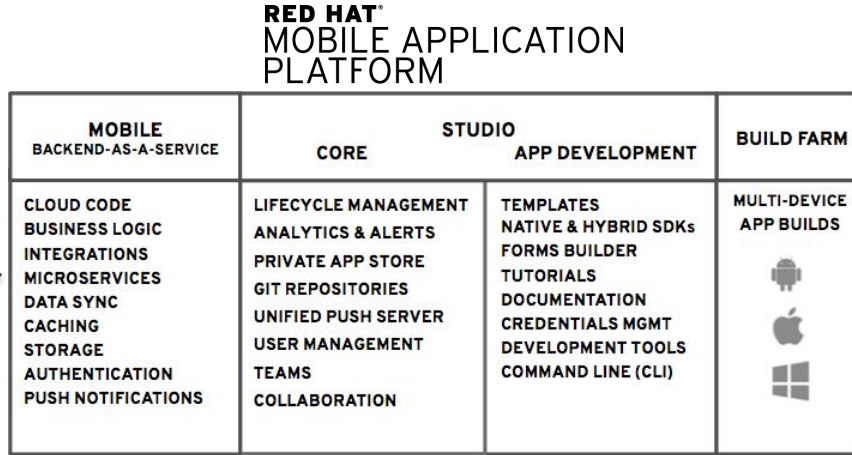 RED HAT®
MOBILE APPLICATION
PLATFORM
MOBILE
BACKEND-AS-A-SERVICE
STUDIO
CORE
APP DEVELOPMENT
BUILD FARM
CLOUD CODE
BUSINESS LOGIC
INTEGRATIONS
MICROSERVICES
DATA SYNC
CACHING
STORAGE
AUTHENTICATION
PUSH NOTIFICATIONS
LIFECYCLE MANAGEMENT
ANALYTICS & ALERTS
PRIVATE APP STORE
GIT REPOSITORIES
UNIFIED PUSH SERVER
USER MANAGEMENT
TEAMS
COLLABORATION
TEMPLATES
NATIVE & HYBRID SDKs
FORMS BUILDER
TUTORIALS
DOCUMENTATION
CREDENTIALS MGMT
DEVELOPMENT TOOLS
COMMAND LINE (CLI)
MULTI-DEVICE
APP BUILDS